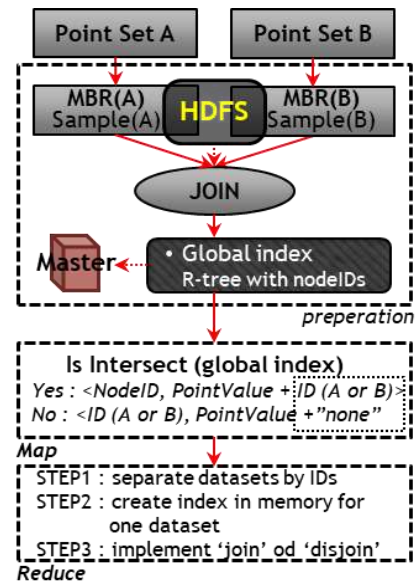 Point Set A
Point Set B
MBR(A)
Sample(A)
HDFS
MBR(B)
Sample(B)
JOIN
Master
• Global index
R-tree with nodeIDs
preperation
Is Intersect (global index)
Yes : <NodeID, PointValue + ID (A or B)>
No : <ID (A or B), PointValue +”none”
Map
STEP1 : separate datasets by IDs
STEP2 : create index in memory for
one dataset
STEP3 : implement ‘join’ od ‘disjoin’
Reduce